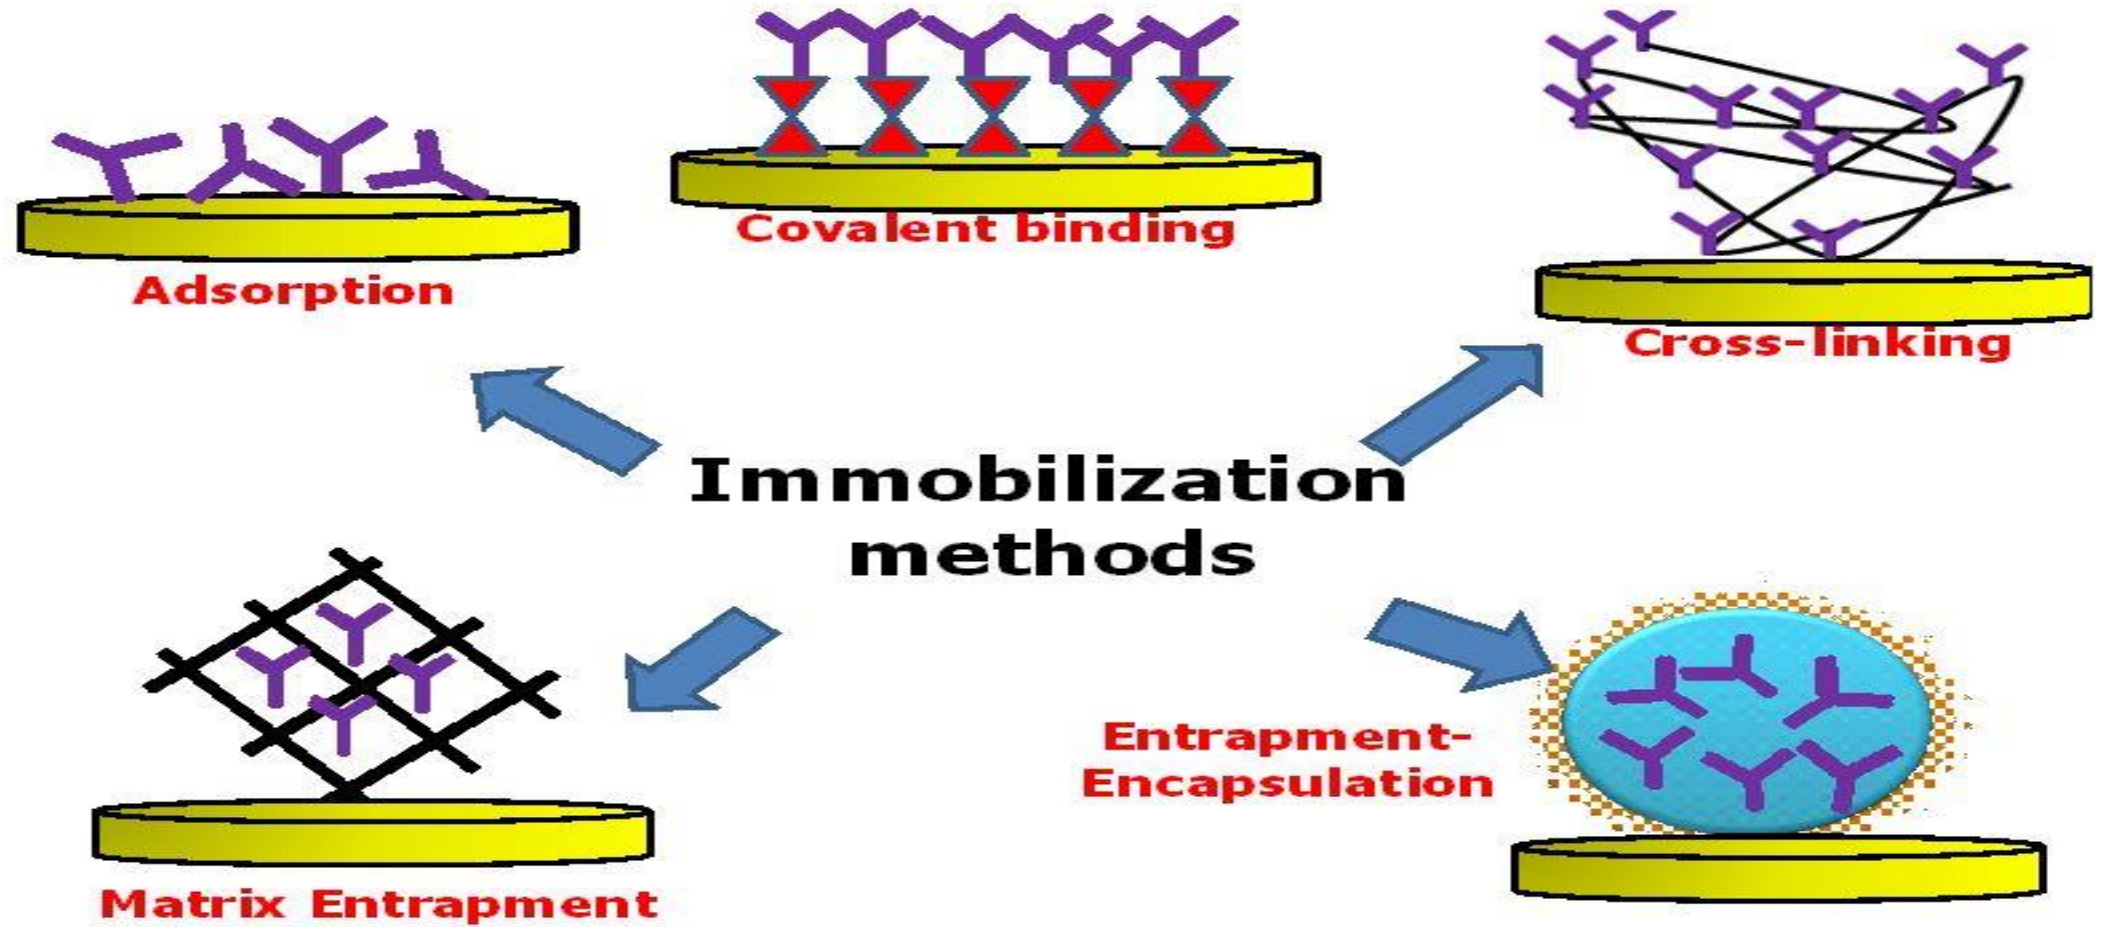 Covalent binding
Adsorption
Cross-linking
Immobilization
methods
Entrapment-
Encapsulation
Matrix Entrapment